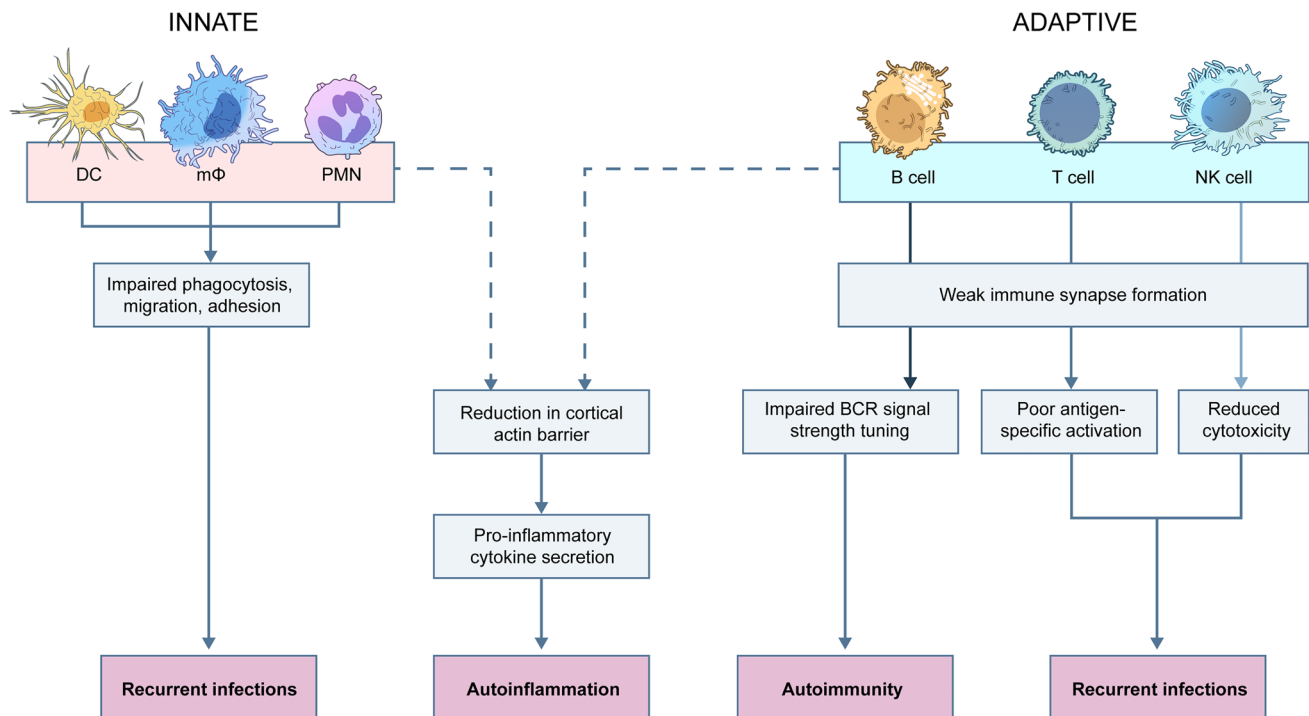 INNATE
ADAPTIVE
DC
mΦ
PMN
B cell
T cell
NK cell
Impaired phagocytosis,
migration, adhesion
Weak immune synapse formation
Reduction in cortical
actin barrier
Impaired BCR signal
strength tuning
Poor antigen-
specific activation
Reduced
cytotoxicity
Pro-inflammatory
cytokine secretion
Recurrent infections
Autoinflammation
Autoimmunity
Recurrent infections